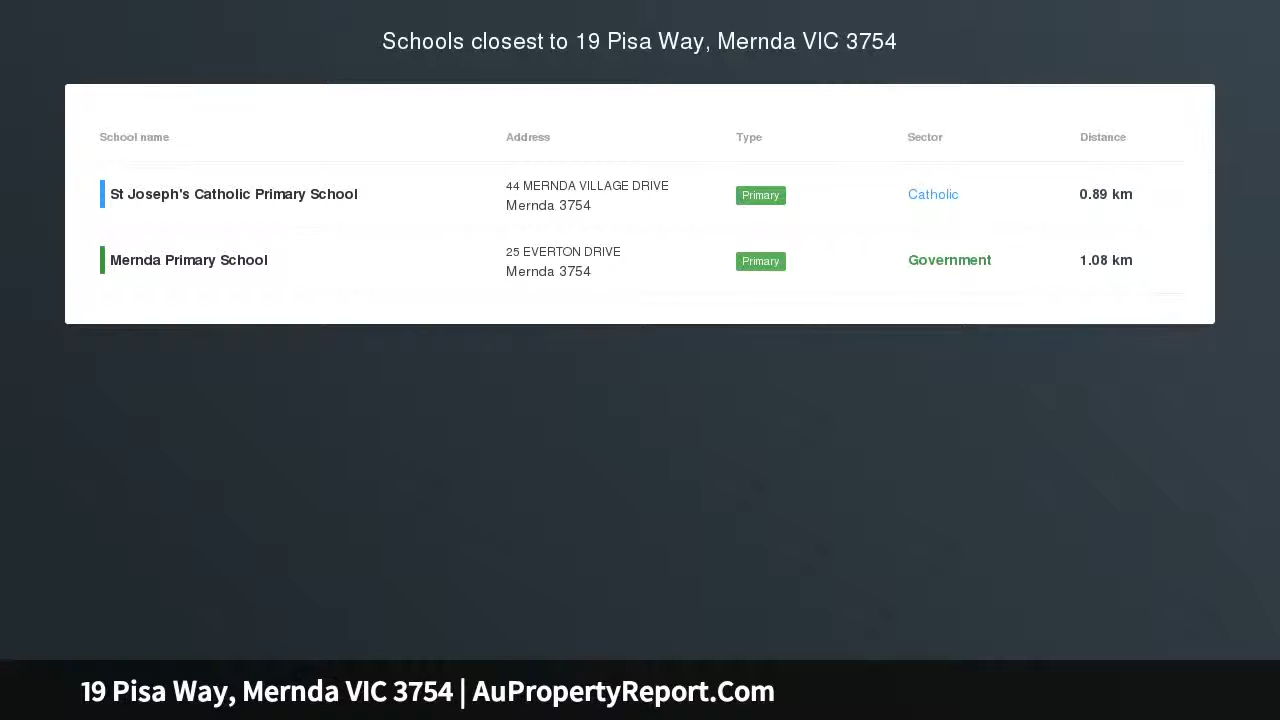 Schools closest to 19 Pisa Way, Mernda VIC 3754
School name Address Type Sector Distance
St Joseph's Catholic Primary School 44 MERNDA VILLAGE DRIVE Primary Catholic 0.89 km
Mernda 3754
Mernda Primary School 25 EVERTON DRIVE Primary Government 1.08 km
Mernda 3754
19 Pisa Way, Mernda VIC 3754 | AuPropertyReport.Com